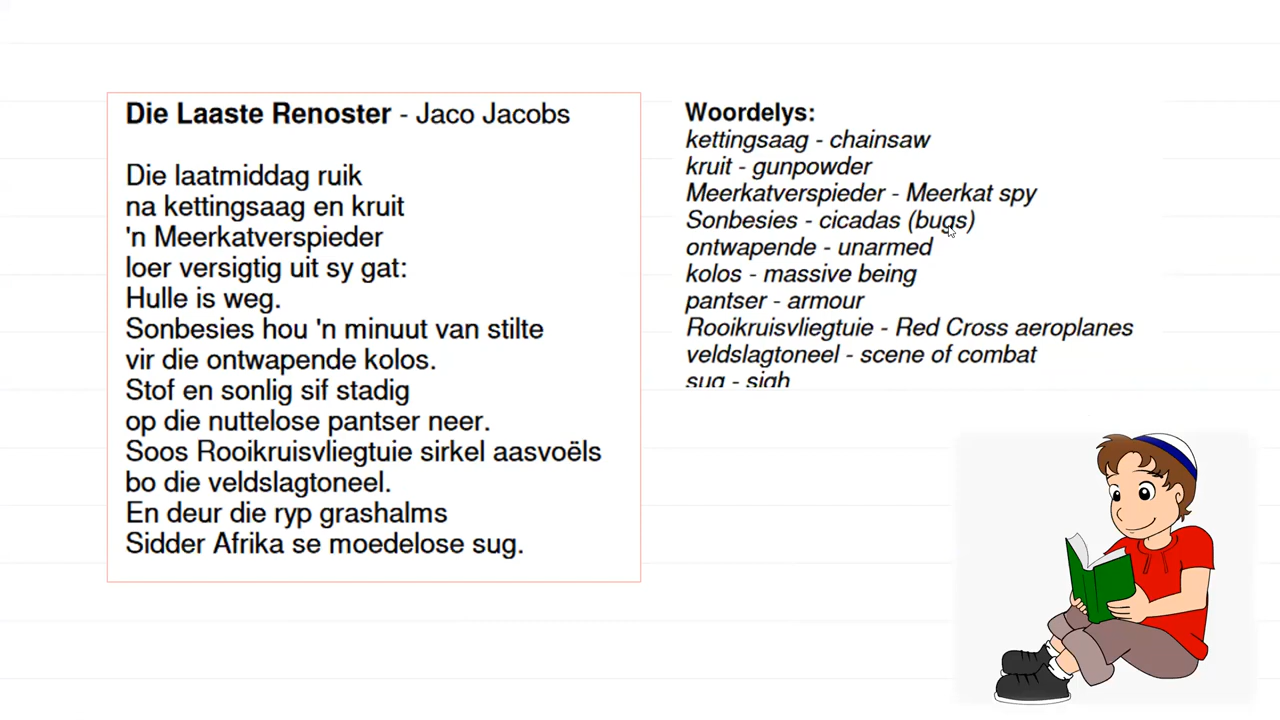 Die Laaste Renoster - Jaco Jacobs
Die laatmiddag ruik
na kettingsaag en kruit
'n Meerkatverspieder
loer versigtig uit sy gat:
Hulle is weg.
Sonbesies hou 'n minuut van stilte
vir die ontwapende kolos.
Stof en sonlig sif stadig
op die nuttelose pantser neer.
Soos Rooikruisvliegtuie sirkel aasvoëls
bo die veldslagtoneel.
En deur die ryp grashalms
Sidder Afrika se moedelose sug.
Woordelys:
kettingsaag - chainsaw
kruit - gunpowder
Meerkatverspieder - Meerkat spy
Sonbesies - cicadas (bugs)
ontwapende - unarmed
kolos - massive being
pantser - armour
Rooikruisvliegtuie - Red Cross aeroplanes
veldslagtoneel - scene of combat
sug - sigh